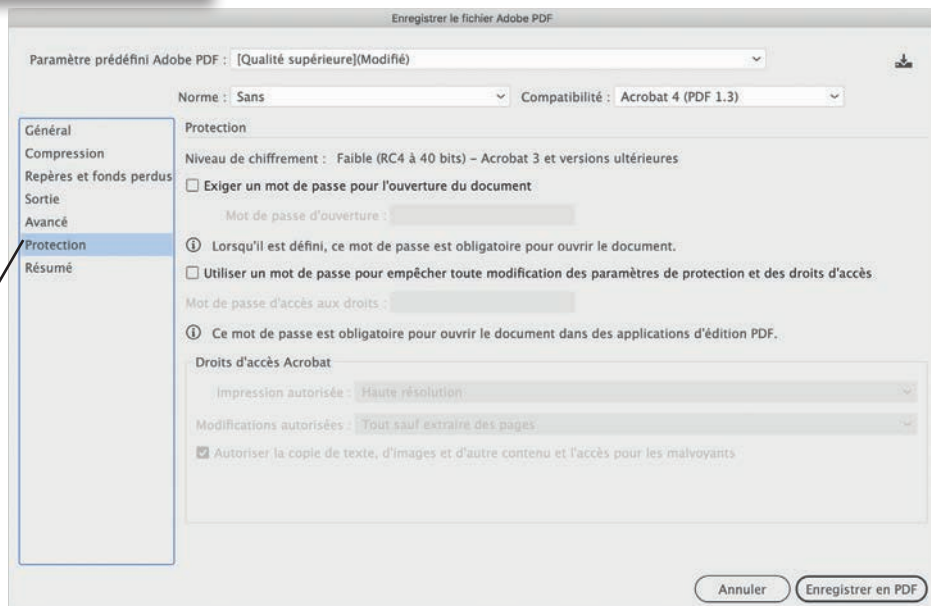 Enregistrer le fichier Adobe PDF
Paramètre prédéfini Adobe PDF : [Qualité supérieure](Modifié)
Norme : Sans Compatibilité : Acrobat 4 (PDF 1.3)
Général
Compression
Repères et fonds perdus
Sortie
Avancé
Protection
Résumé
Protection
Niveau de chiffrement : Faible (RC4 à 40 bits) – Acrobat 3 et versions ultérieures
Exiger un mot de passe pour l'ouverture du document
Mot de passe d'ouverture :
Lorsqu'il est défini, ce mot de passe est obligatoire pour ouvrir le document.
Utiliser un mot de passe pour empêcher toute modification des paramètres de protection et des droits d'accès
Mot de passe d'accès aux droits :
Ce mot de passe est obligatoire pour ouvrir le document dans des applications d'édition PDF.
Droits d'accès Acrobat
Impression autorisée : Haute résolution
Modifications autorisées : Tout sauf extraire des pages
Autoriser la copie de texte, d'images et d'autre contenu et l'accès pour les malvoyants
Annuler Enregistrer en PDF